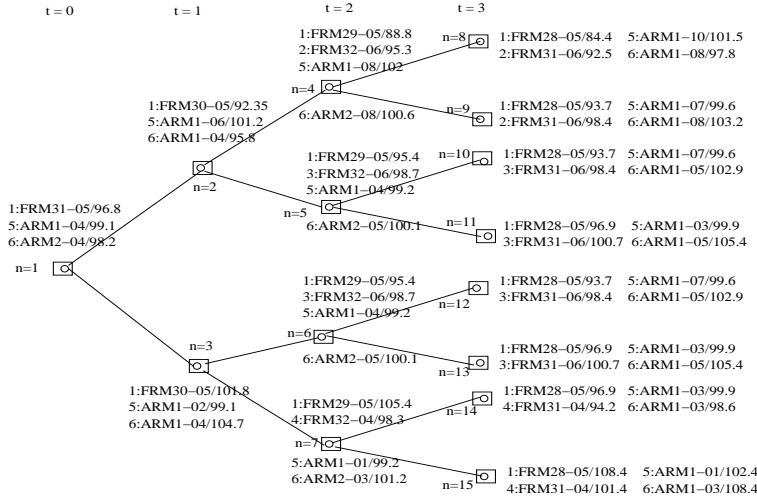 t = 0 t = 1 t = 2 t = 3
1:FRM29−05/88.8
2:FRM32−06/95.3
5:ARM1−08/102
n=8
1:FRM28−05/84.4 5:ARM1−10/101.5
2:FRM31−06/92.5 6:ARM1−08/97.8
n=4
1:FRM30−05/92.35
5:ARM1−06/101.2
6:ARM1−04/95.8
6:ARM2−08/100.6
n=9
1:FRM28−05/93.7 5:ARM1−07/99.6
2:FRM31−06/98.4 6:ARM1−08/103.2
n=2
1:FRM29−05/95.4
3:FRM32−06/98.7
5:ARM1−04/99.2
n=10
1:FRM28−05/93.7 5:ARM1−07/99.6
3:FRM31−06/98.4 6:ARM1−05/102.9
1:FRM31−05/96.8
5:ARM1−04/99.1
6:ARM2−04/98.2
n=5
6:ARM2−05/100.1
n=11
1:FRM28−05/96.9 5:ARM1−03/99.9
3:FRM31−06/100.7 6:ARM1−05/105.4
n=1
1:FRM29−05/95.4
3:FRM32−06/98.7
5:ARM1−04/99.2
n=12
1:FRM28−05/93.7 5:ARM1−07/99.6
3:FRM31−06/98.4 6:ARM1−05/102.9
n=6
n=3
6:ARM2−05/100.1
n=13
1:FRM28−05/96.9 5:ARM1−03/99.9
3:FRM31−06/100.7 6:ARM1−05/105.4
1:FRM30−05/101.8
5:ARM1−02/99.1
6:ARM1−04/104.7
1:FRM29−05/105.4
4:FRM32−04/98.3
n=14
1:FRM28−05/96.9 5:ARM1−03/99.9
4:FRM31−04/94.2 6:ARM1−03/98.6
n=7
5:ARM1−01/99.2
6:ARM2−03/101.2
n=15
1:FRM28−05/108.4 5:ARM1−01/102.4
4:FRM31−04/101.4 6:ARM1−03/108.4